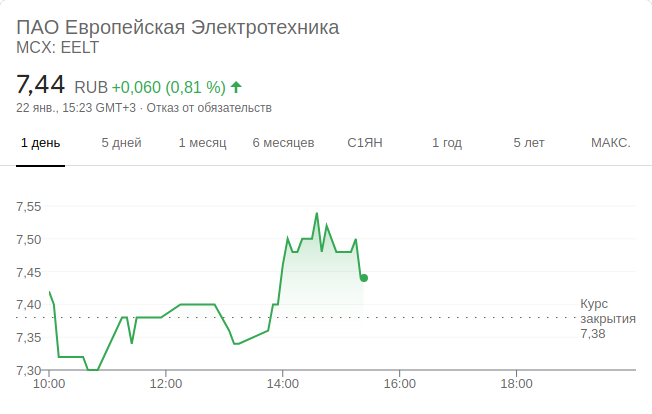 ПАО Европейская Электротехника
MCX: EELT
7,44 RUB +0,060 (0,81 %)
22 янв., 15:23 GMT+3 · Отказ от обязательств
1 день 5 дней 1 месяц 6 месяцев С1ЯН 1 год 5 лет МАКС.
7,55
7,50
7,45
7,40
7,35
7,30
Курс
закрытия
7,38
10:00 12:00 14:00 16:00 18:00